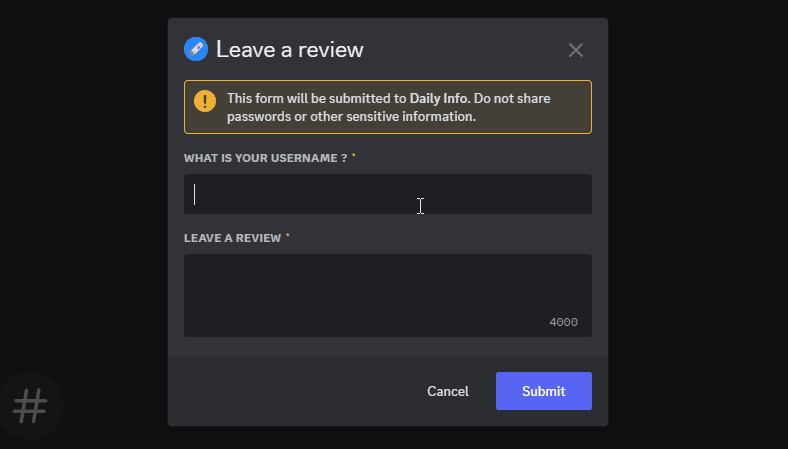 Leave a review
This form will be submitted to Daily Info. Do not share
passwords or other sensitive information.
WHAT IS YOUR USERNAME ? *
LEAVE A REVIEW *
4000
Cancel
Submit